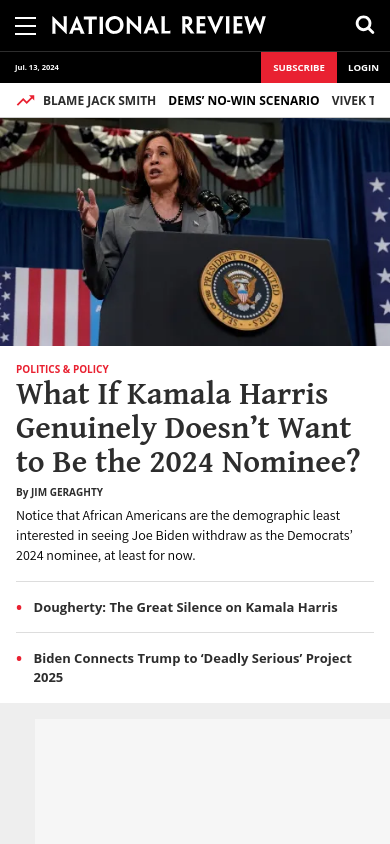 NATIONAL REVIEW
Jul. 13, 2024
SUBSCRIBE
LOGIN
BLAME JACK SMITH DEMS’ NO-WIN SCENARIO VIVEK T
SEAL OF THE PRESIDENT OF THE UNITED STATES
POLITICS & POLICY
What If Kamala Harris
Genuinely Doesn’t Want
to Be the 2024 Nominee?
By JIM GERAGHTY
Notice that African Americans are the demographic least
interested in seeing Joe Biden withdraw as the Democrats’
2024 nominee, at least for now.
Dougherty: The Great Silence on Kamala Harris
Biden Connects Trump to ‘Deadly Serious’ Project
2025